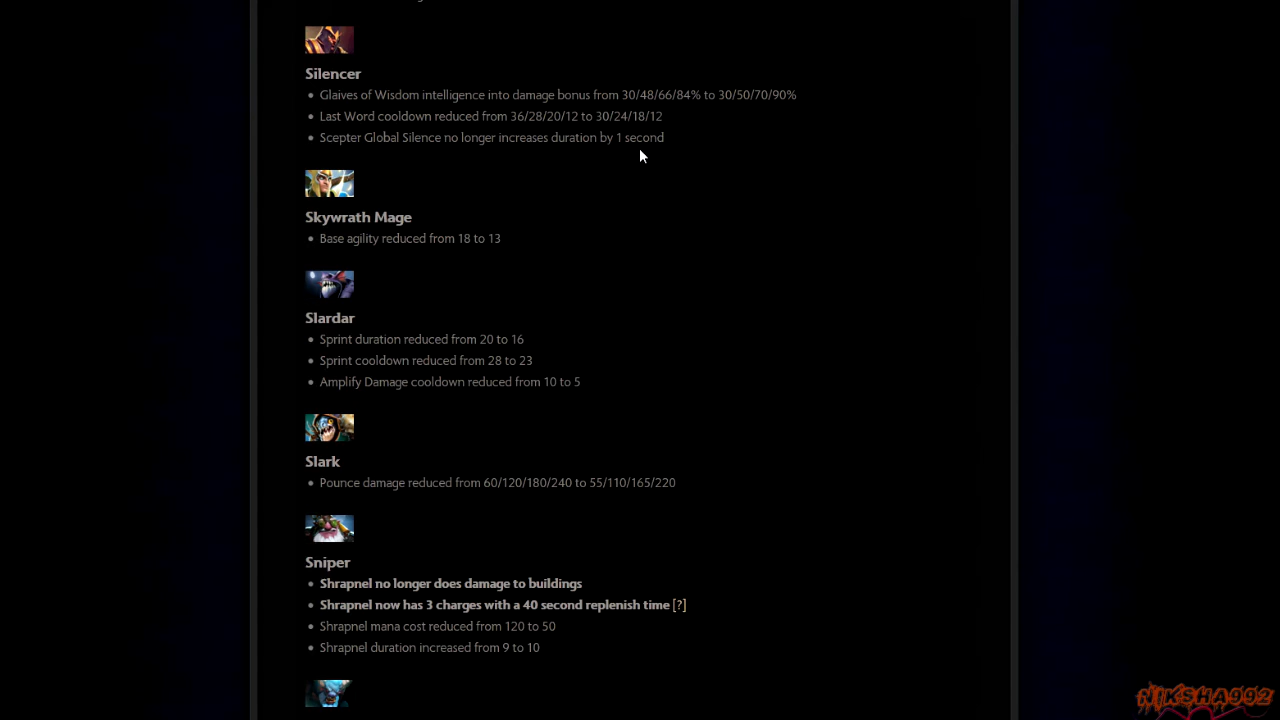 Silencer
• Glaives of Wisdom intelligence into damage bonus from 30/48/66/84% to 30/50/70/90%
• Last Word cooldown reduced from 36/28/20/12 to 30/24/18/12
• Scepter Global Silence no longer increases duration by 1 second
Skywrath Mage
• Base agility reduced from 18 to 13
Slardar
• Sprint duration reduced from 20 to 16
• Sprint cooldown reduced from 28 to 23
• Amplify Damage cooldown reduced from 10 to 5
Slark
• Pounce damage reduced from 60/120/180/240 to 55/110/165/220
Sniper
• Shrapnel no longer does damage to buildings
• Shrapnel now has 3 charges with a 40 second replenish time [?]
• Shrapnel mana cost reduced from 120 to 50
• Shrapnel duration increased from 9 to 10
NIKSHA992